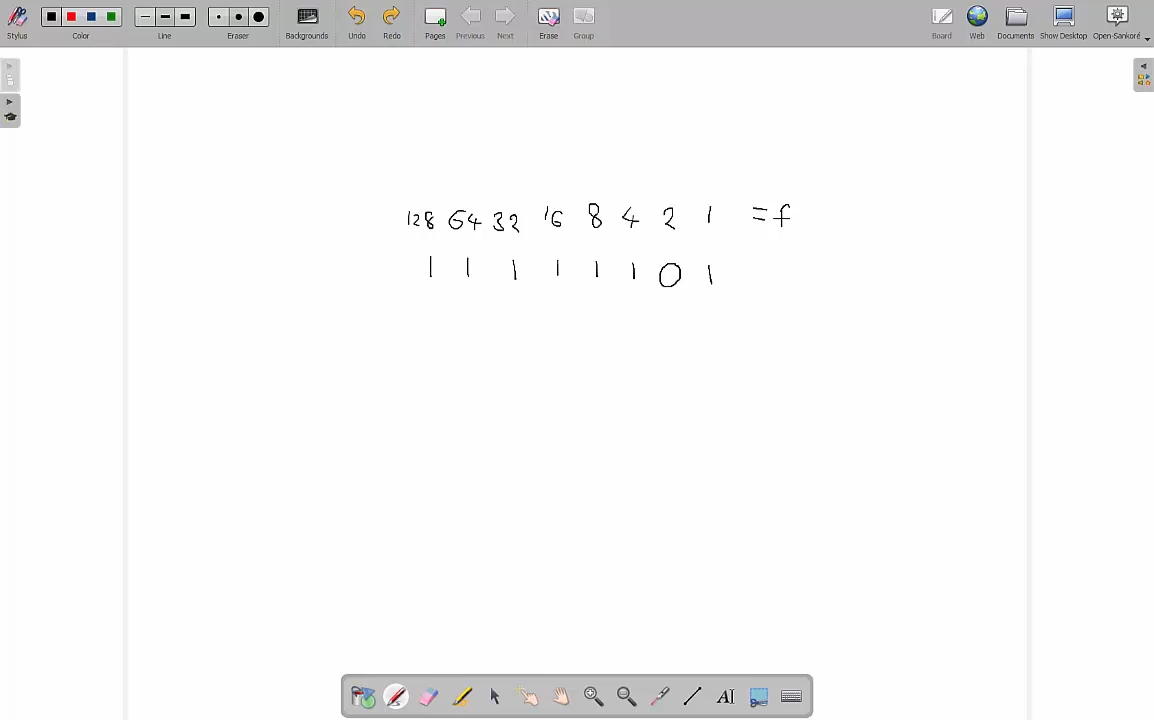 Stylus Color Line Eraser Backgrounds Undo Redo Pages Previous Next Erase Group Board Web Documents Show Desktop Open-Sankoré
128 64 32 16 8 4 2 1 = f
1 1 1 1 1 1 0 1
AI